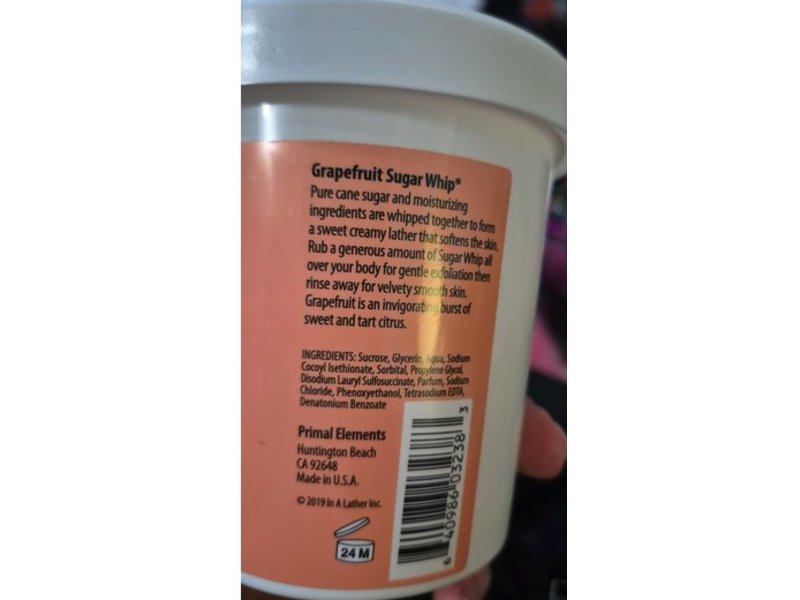 Grapefruit Sugar Whip®
Pure cane sugar and moisturizing
ingredients are whipped together to form
a sweet creamy lather that softens the skin.
Rub a generous amount of Sugar Whip all
over your body for gentle exfoliation then
rinse away for velvety smooth skin.
Grapefruit is an invigorating burst of
sweet and tart citrus.
INGREDIENTS: Sucrose, Glycerin, Aqua, Sodium
Cocoyl Isethionate, Sorbital, Propylene Glycol,
Disodium Lauryl Sulfosuccinate, Parfum, Sodium
Chloride, Phenoxyethanol, Tetrasodium EDTA,
Denatonium Benzoate
Primal Elements
Huntington Beach
CA 92648
Made in U.S.A.
© 2019 In A Lather Inc.
24 M
6 40986 03238 3